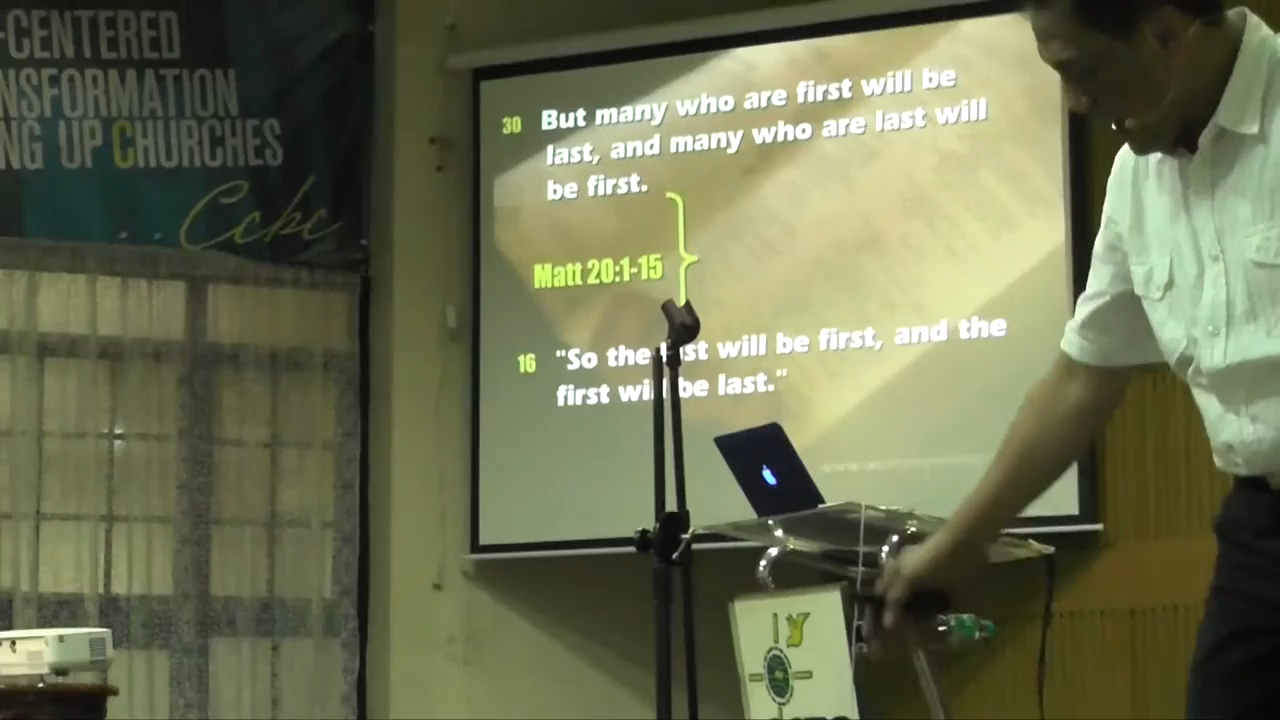 -CENTERED
NSFORMATION
NG UP CHURCHES
Ccbc
30 But many who are first will be
last, and many who are last will
be first.
Matt 20:1-15
16 "So the last will be first, and the
first will be last."